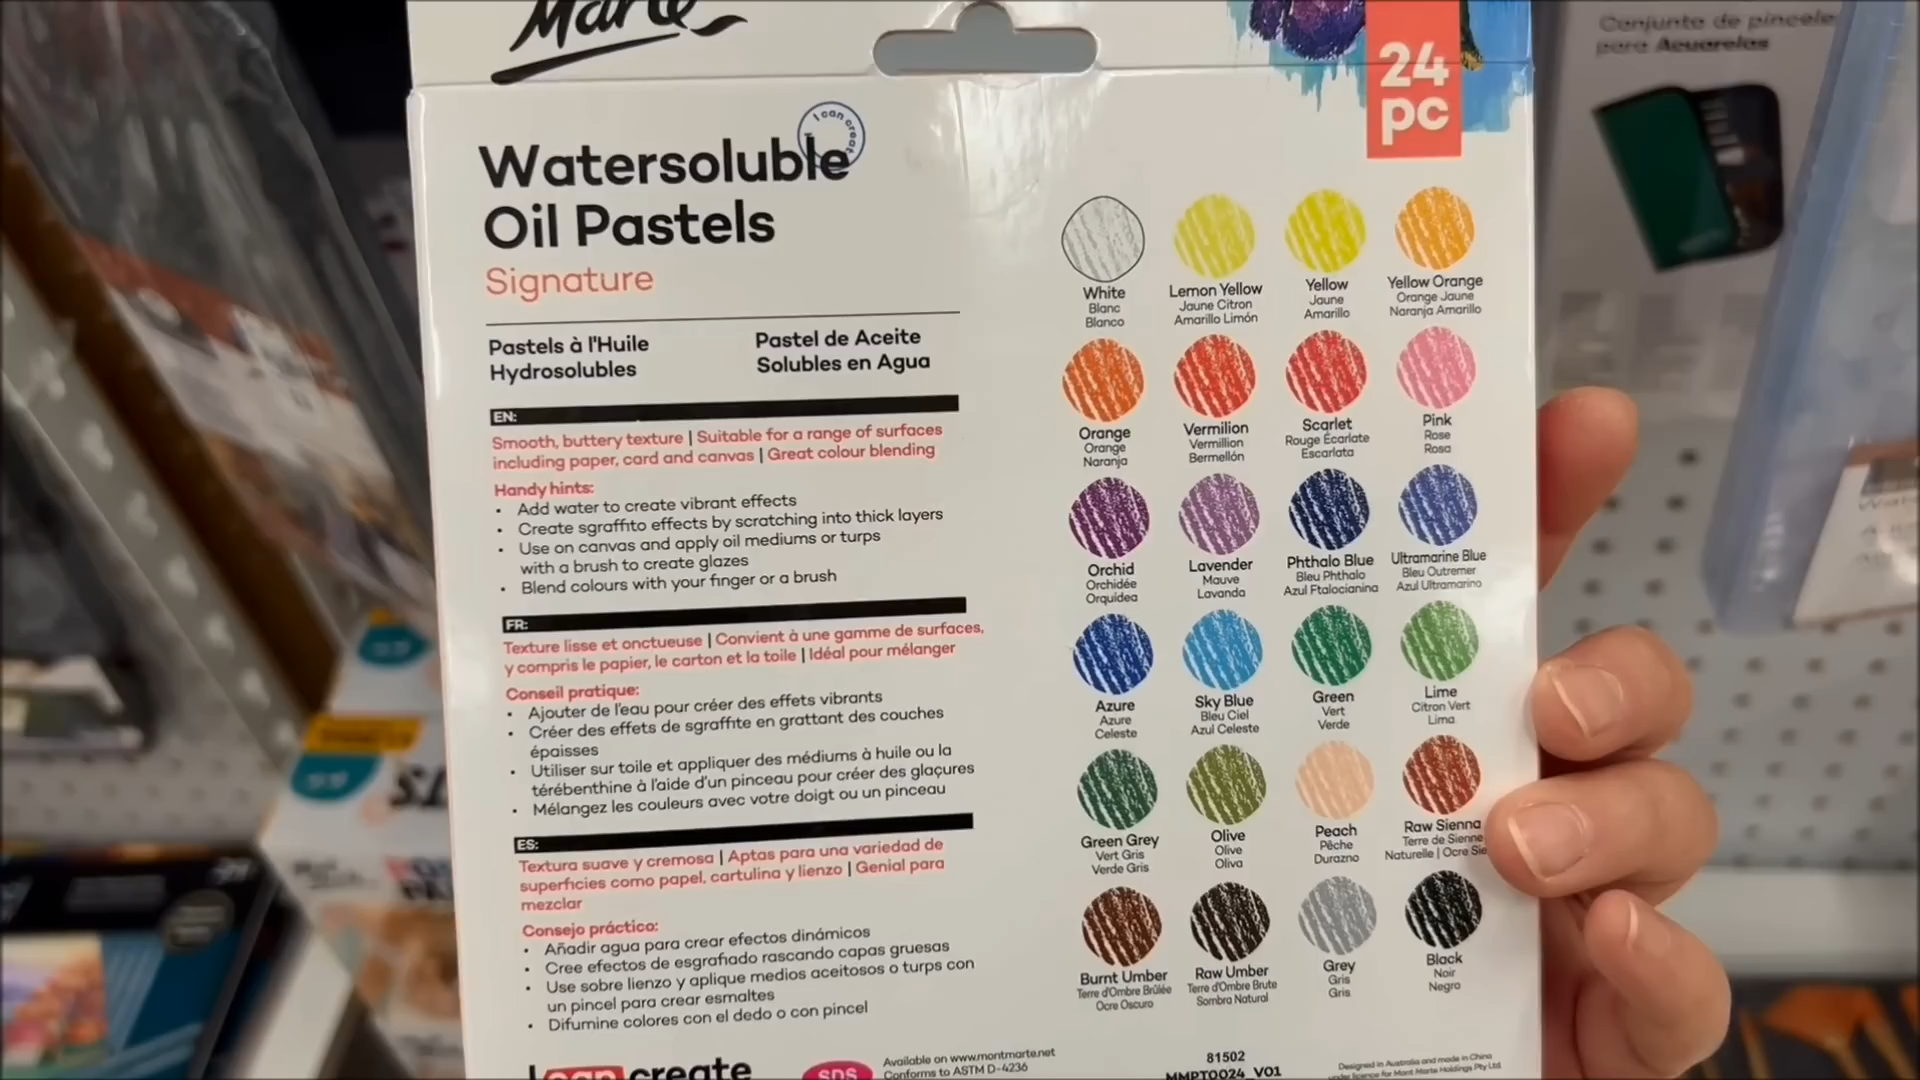 Marte
24
pc
I can creat
Watersoluble
Oil Pastels
Signature
Pastels à l'Huile
Hydrosolubles
Pastel de Aceite
Solubles en Agua
EN:
Smooth, buttery texture | Suitable for a range of surfaces
including paper, card and canvas | Great colour blending
Handy hints:
• Add water to create vibrant effects
• Create sgraffito effects by scratching into thick layers
• Use on canvas and apply oil mediums or turps
with a brush to create glazes
• Blend colours with your finger or a brush
FR:
Texture lisse et onctueuse | Convient à une gamme de surfaces,
y compris le papier, le carton et la toile | Idéal pour mélanger
Conseil pratique:
• Ajouter de l'eau pour créer des effets vibrants
• Créer des effets de sgraffite en grattant des couches
épaisses
• Utiliser sur toile et appliquer des médiums à huile ou la
térébenthine à l'aide d'un pinceau pour créer des glaçures
• Mélangez les couleurs avec votre doigt ou un pinceau
ES:
Textura suave y cremosa | Aptas para una variedad de
superficies como papel, cartulina y lienzo | Genial para
mezclar
Consejo práctico:
• Añadir agua para crear efectos dinámicos
• Cree efectos de esgrafiado rascando capas gruesas
• Use sobre lienzo y aplique medios aceitosos o turps con
un pincel para crear esmaltes
• Difumine colores con el dedo o con pincel
I can create
SDS
Available on www.montmarte.net
Conforms to ASTM D-4236
White
Blanc
Blanco
Lemon Yellow
Jaune Citron
Amarillo Limón
Yellow
Jaune
Amarillo
Yellow Orange
Orange Jaune
Naranja Amarillo
Orange
Orange
Naranja
Vermilion
Vermillion
Bermellón
Scarlet
Rouge Écarlate
Escarlata
Pink
Rose
Rosa
Orchid
Orchidée
Orquídea
Lavender
Mauve
Lavanda
Phthalo Blue
Bleu Phthalo
Azul Ftalocianina
Ultramarine Blue
Bleu Outremer
Azul Ultramarino
Azure
Azure
Celeste
Sky Blue
Bleu Ciel
Azul Celeste
Green
Vert
Verde
Lime
Citron Vert
Lima
Green Grey
Vert Gris
Verde Gris
Olive
Olive
Oliva
Peach
Pêche
Durazno
Raw Sienna
Terre de Sienne
Naturelle | Ocre Sie
Burnt Umber
Terre d'Ombre Brûlée
Ocre Oscuro
Raw Umber
Terre d'Ombre Brute
Sombra Natural
Grey
Gris
Gris
Black
Noir
Negro
81502
MMPT0024_V01
Designed in Australia and made in China
under licence for Mont Marte Holdings Pty Ltd
Conjunto de pincele
para Acuarelas